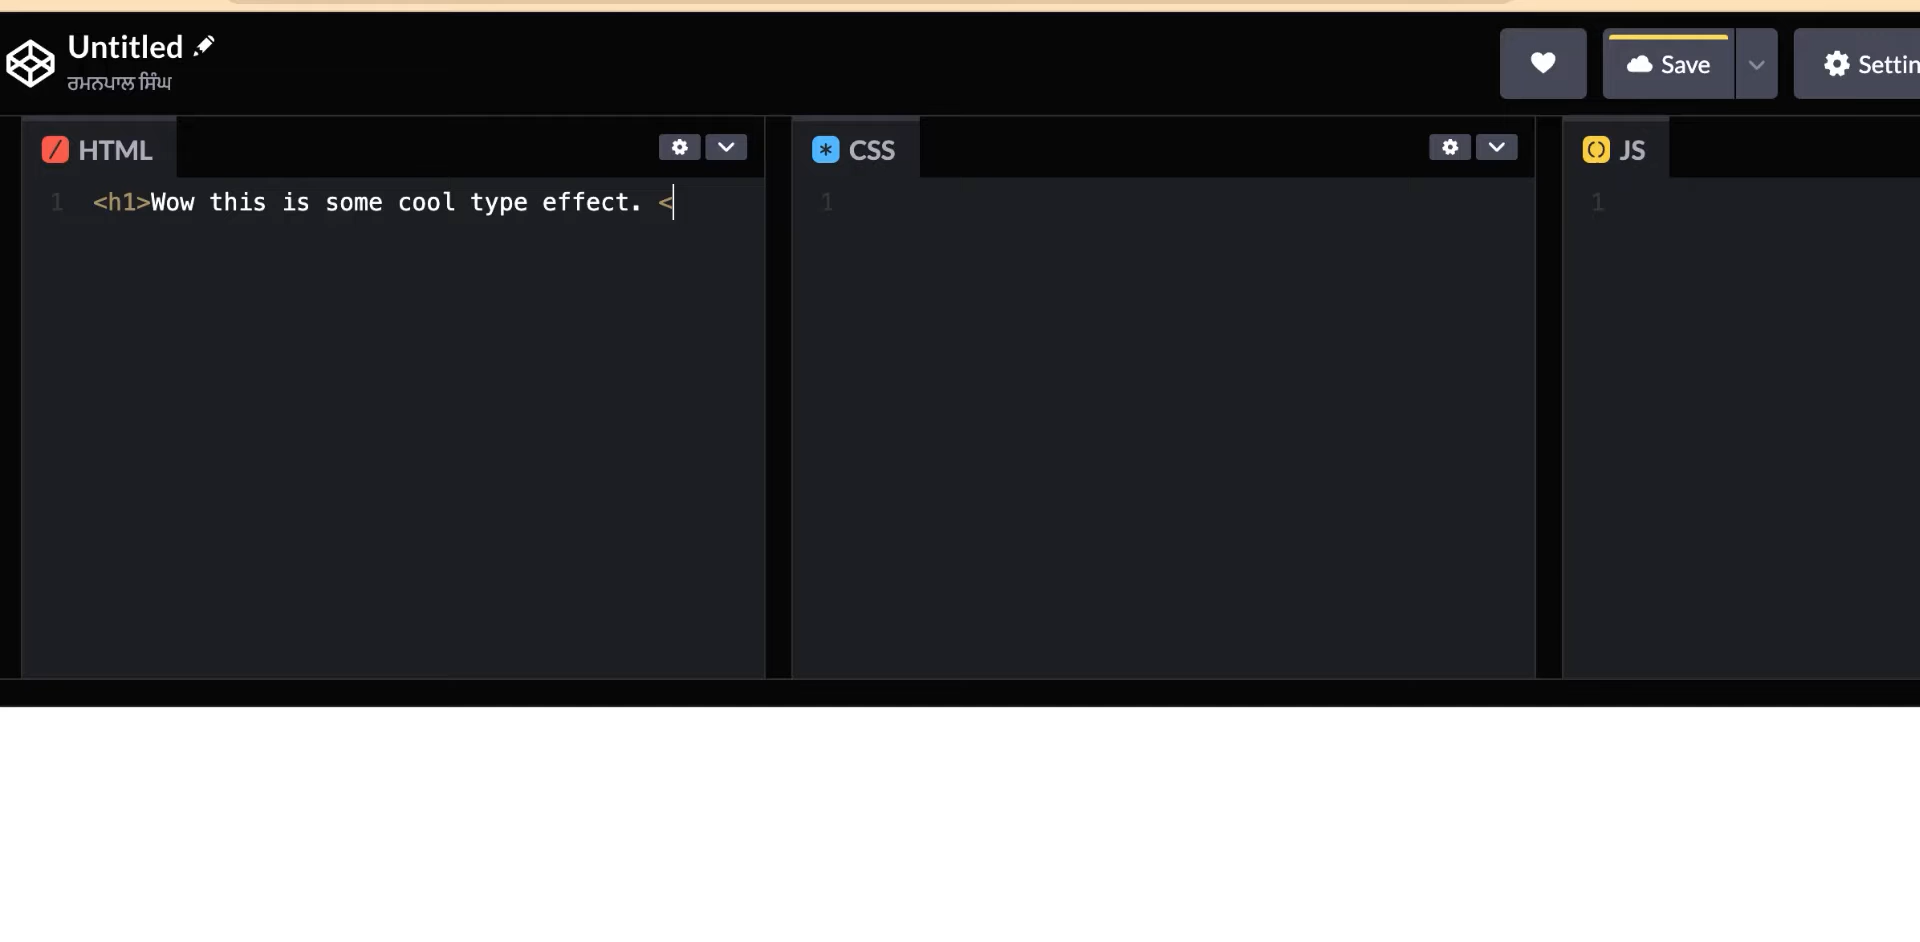 Untitled
ਰਮਨਪਾਲ ਸਿੰਘ
Save
Settin
HTML
CSS
JS
1 <h1>Wow this is some cool type effect. <
1
1